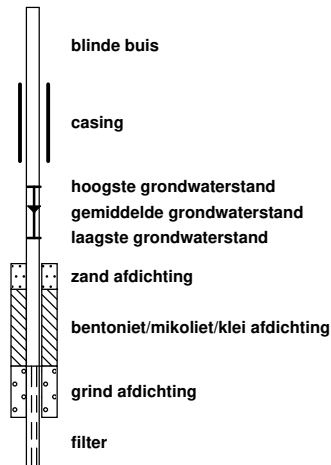 blinde buis
casing
hoogste grondwaterstand
gemiddelde grondwaterstand
laagste grondwaterstand
zand afdichting
bentoniet/mikoliet/klei afdichting
grind afdichting
filter